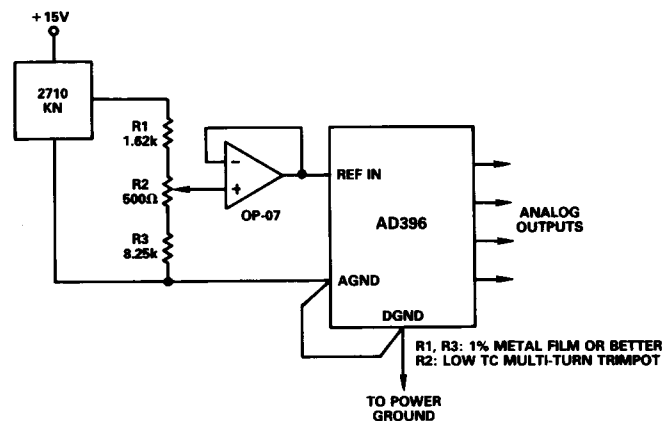 +15V
2710
KN
R1
1.62k
R2
500Ω
R3
8.25k
−
+
OP-07
REF IN
AD396
AGND
DGND
ANALOG
OUTPUTS
R1, R3: 1% METAL FILM OR BETTER
R2: LOW TC MULTI-TURN TRIMPOT
TO POWER
GROUND